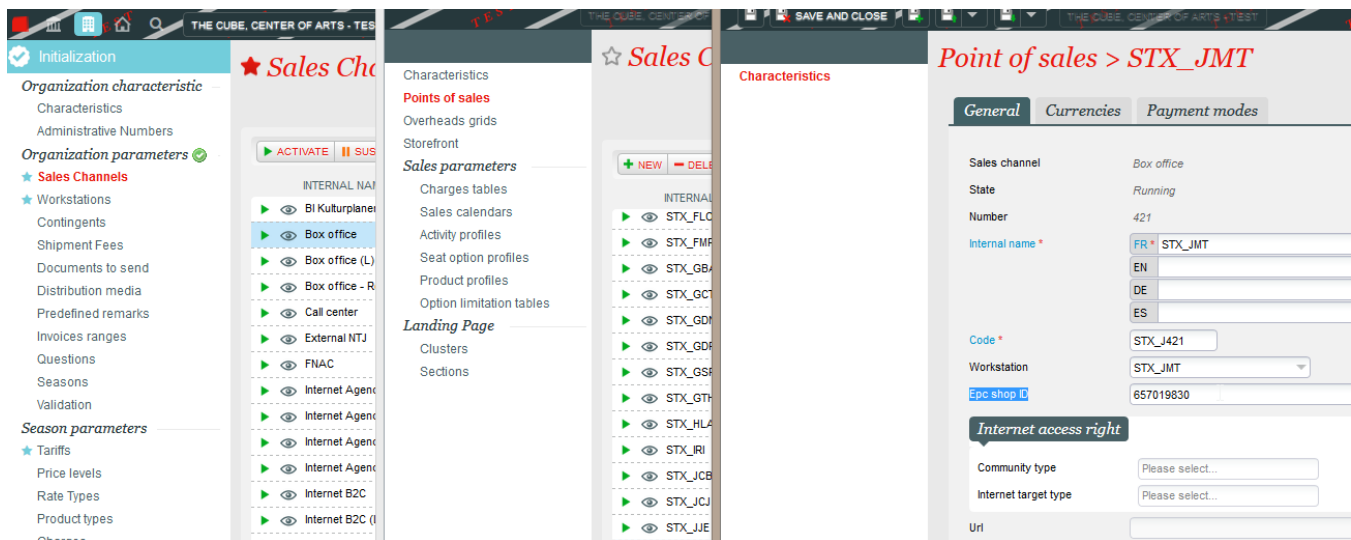 THE CUBE, CENTER OF ARTS - TES
Initialization
Organization characteristic
Characteristics
Administrative Numbers
Organization parameters
Sales Channels
Workstations
Contingents
Shipment Fees
Documents to send
Distribution media
Predefined remarks
Invoices ranges
Questions
Seasons
Validation
Season parameters
Tariffs
Price levels
Rate Types
Product types
Charges
Sales Cha
ACTIVATE SUS
INTERNAL NAM
BI Kulturplaner
Box office
Box office (L)
Box office - R
Call center
External NTJ
FNAC
Internet Agenc
Internet Agenc
Internet Agenc
Internet Agenc
Internet B2C
Internet B2C (
TEST
THE CUBE, CENTER OF
Characteristics
Points of sales
Overheads grids
Storefront
Sales parameters
Charges tables
Sales calendars
Activity profiles
Seat option profiles
Product profiles
Option limitation tables
Landing Page
Clusters
Sections
Sales C
NEW DELE
INTERNAL
STX_FLO
STX_FMF
STX_GBA
STX_GCT
STX_GDM
STX_GDF
STX_GSF
STX_GTH
STX_HLA
STX_IRI
STX_JCB
STX_JCJ
STX_JJE
SAVE AND CLOSE
THE CUBE, CENTER OF ARTS - TEST
Characteristics
Point of sales > STX_JMT
General Currencies Payment modes
Sales channel Box office
State Running
Number 421
Internal name * FR * STX_JMT
EN
DE
ES
Code * STX_J421
Workstation STX_JMT
Epc shop ID 657019830
Internet access right
Community type Please select...
Internet target type Please select...
Url